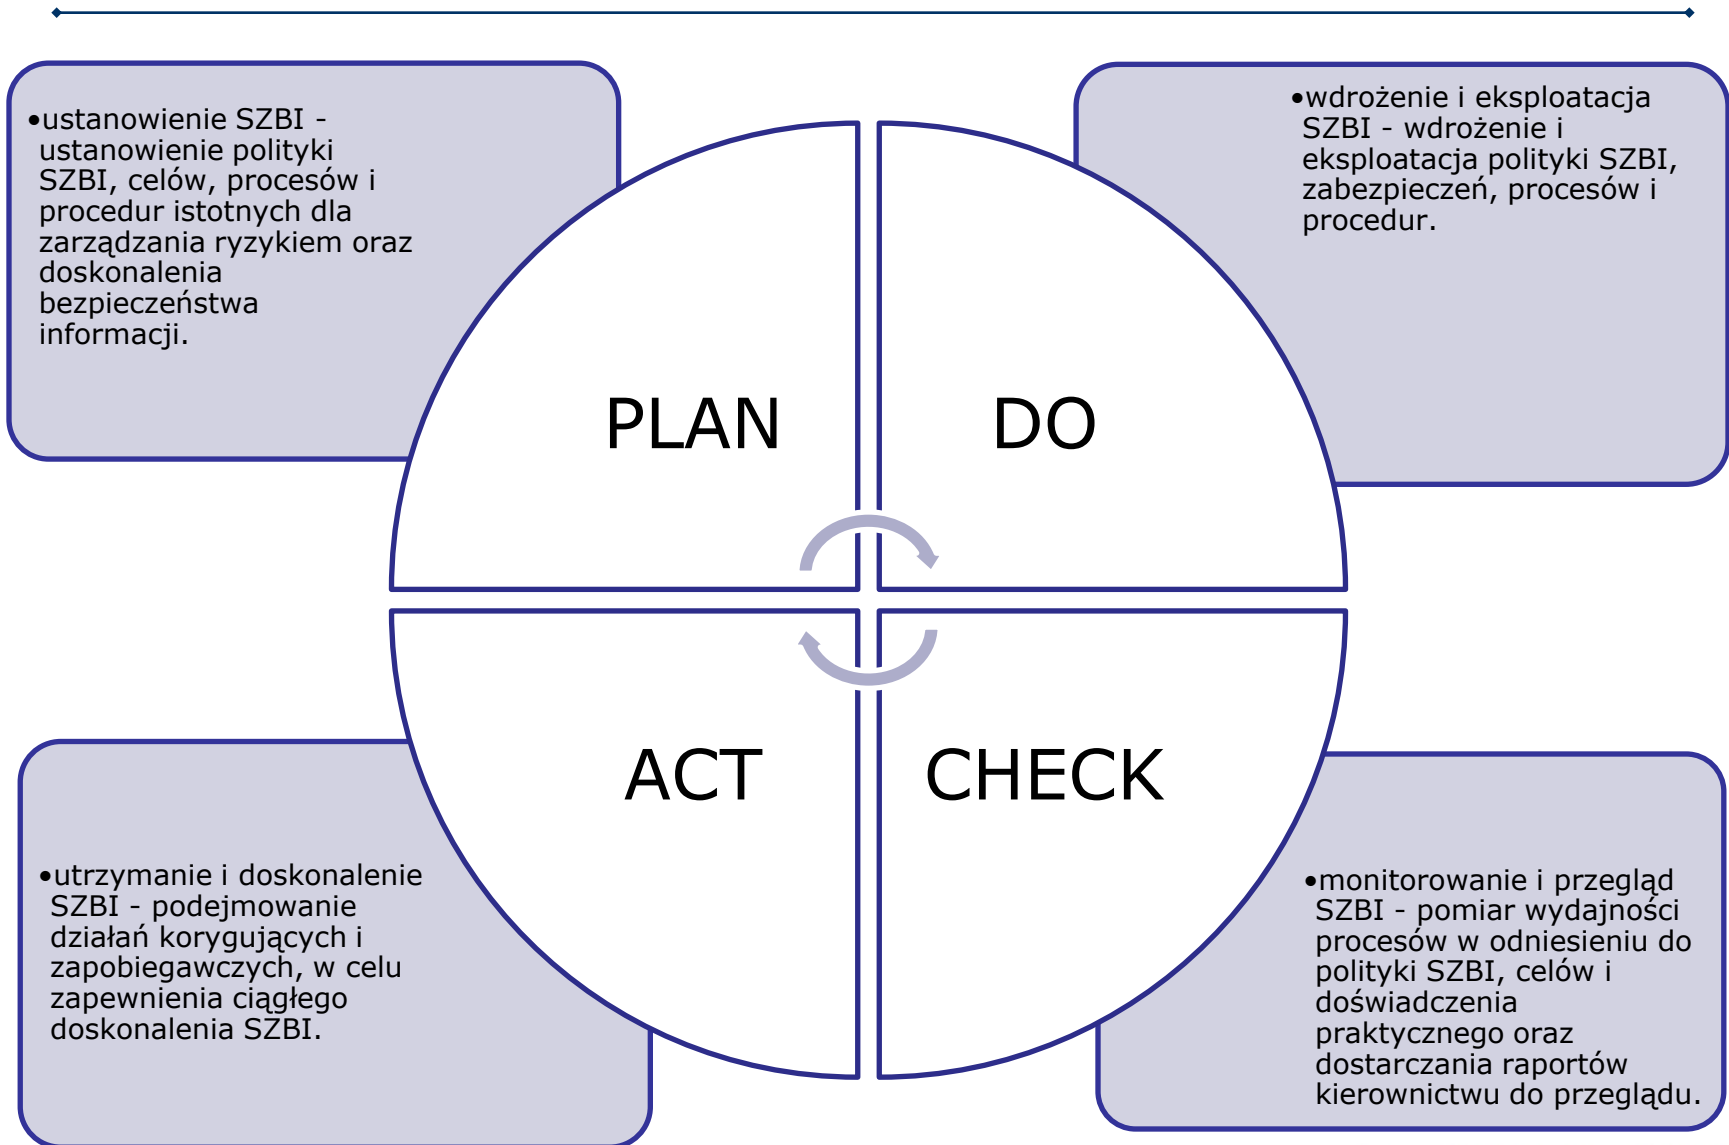 •ustanowienie SZBI -
ustanowienie polityki
SZBI, celów, procesów i
procedur istotnych dla
zarządzania ryzykiem oraz
doskonalenia
bezpieczeństwa
informacji.
•wdrożenie i eksploatacja
SZBI - wdrożenie i
eksploatacja polityki SZBI,
zabezpieczeń, procesów i
procedur.
PLAN
DO
ACT
CHECK
•utrzymanie i doskonalenie
SZBI - podejmowanie
działań korygujących i
zapobiegawczych, w celu
zapewnienia ciągłego
doskonalenia SZBI.
•monitorowanie i przegląd
SZBI - pomiar wydajności
procesów w odniesieniu do
polityki SZBI, celów i
doświadczenia
praktycznego oraz
dostarczania raportów
kierownictwu do przeglądu.